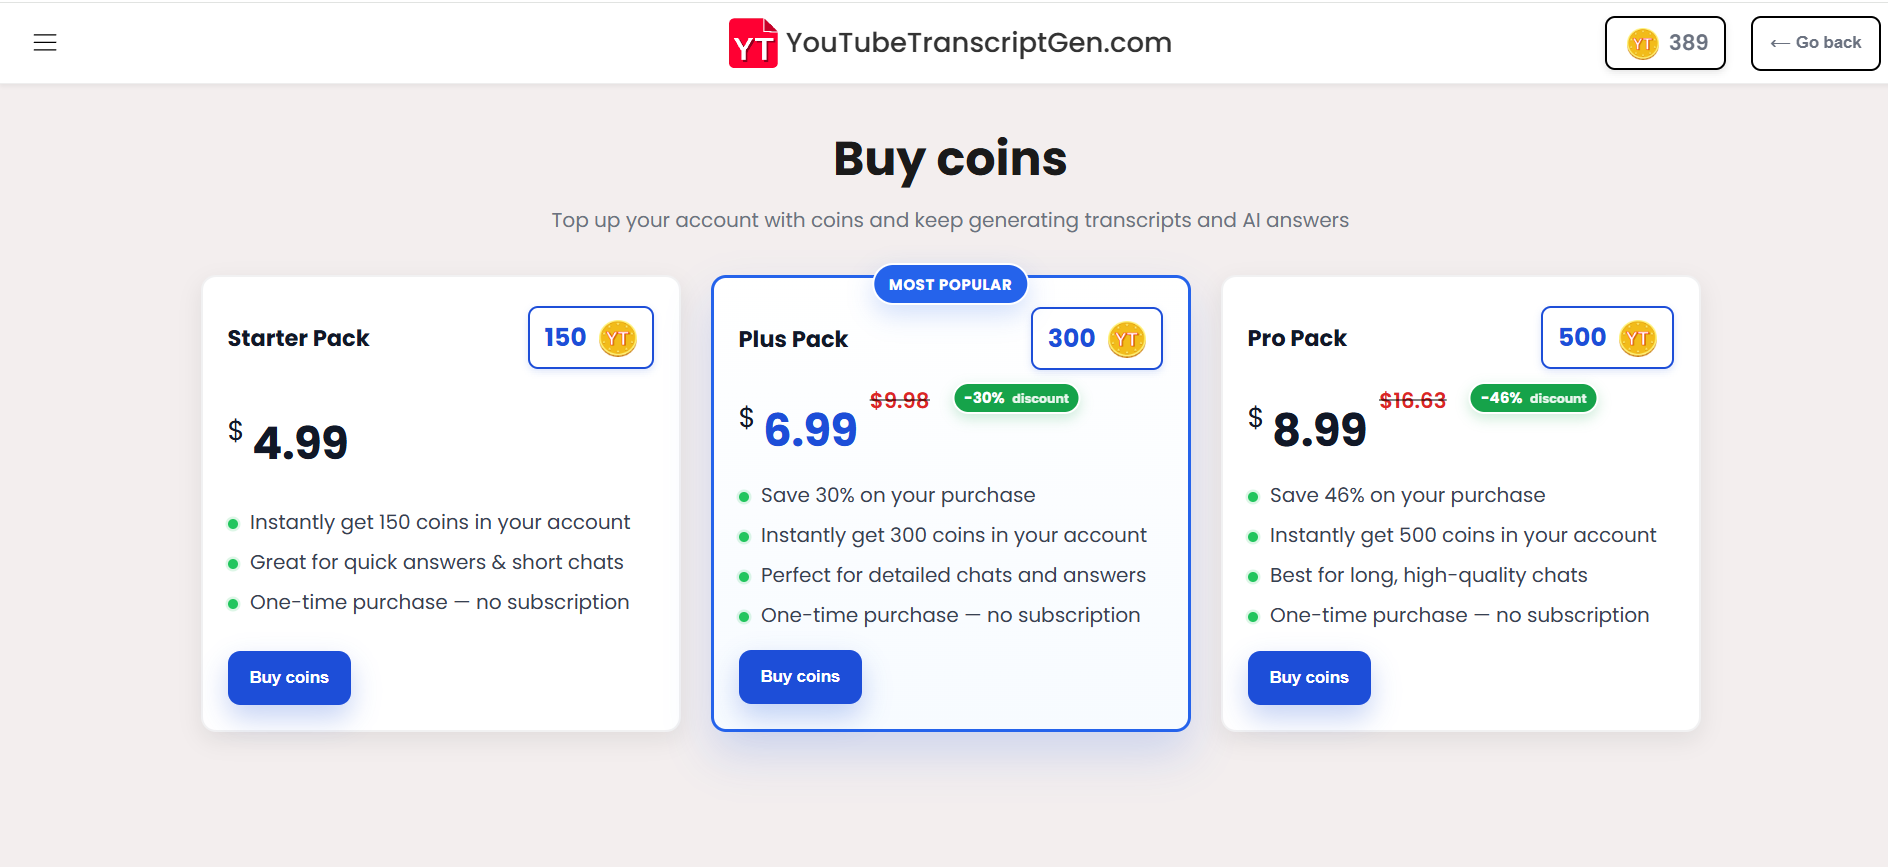 YT YouTubeTranscriptGen.com
YT 389
← Go back
Buy coins
Top up your account with coins and keep generating transcripts and AI answers
Starter Pack
150 YT
$ 4.99
Instantly get 150 coins in your account
Great for quick answers & short chats
One-time purchase — no subscription
Buy coins
MOST POPULAR
Plus Pack
300 YT
$ 6.99 $9.98 -30% discount
Save 30% on your purchase
Instantly get 300 coins in your account
Perfect for detailed chats and answers
One-time purchase — no subscription
Buy coins
Pro Pack
500 YT
$ 8.99 $16.63 -46% discount
Save 46% on your purchase
Instantly get 500 coins in your account
Best for long, high-quality chats
One-time purchase — no subscription
Buy coins